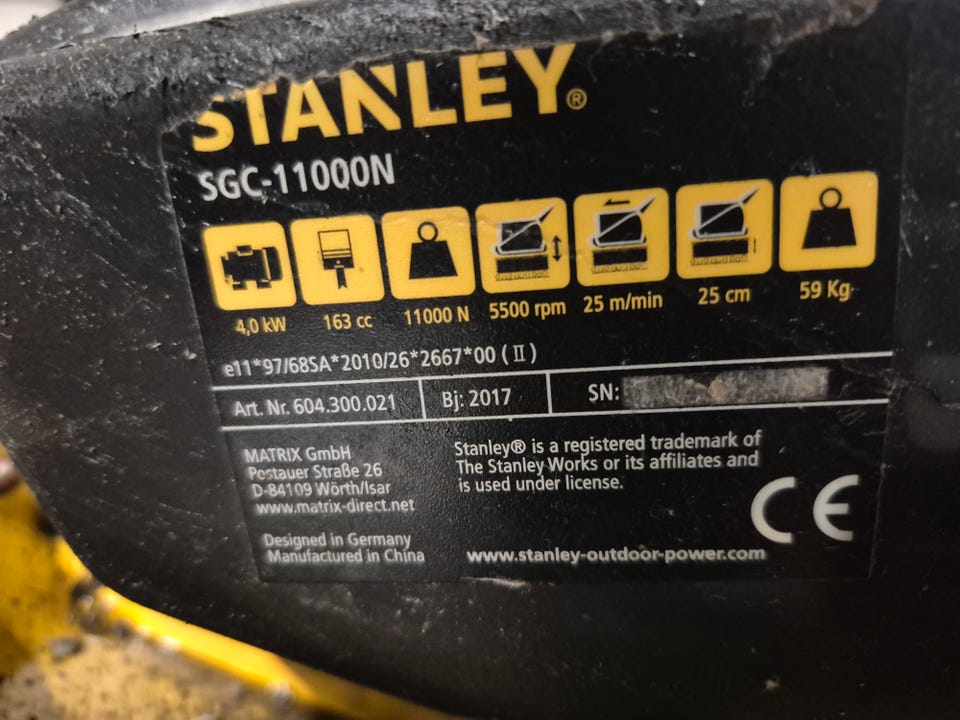 STANLEY®
SGC-11000N
4,0 kW 163 cc 11000 N 5500 rpm 25 m/min 25 cm 59 Kg
e11*97/68SA*2010/26*2667*00 (II)
Art. Nr. 604.300.021 Bj: 2017 SN:
MATRIX GmbH
Postauer Straße 26
D-84109 Wörth/Isar
www.matrix-direct.net
Stanley® is a registered trademark of
The Stanley Works or its affiliates and
is used under license.
CE
Designed in Germany
Manufactured in China
www.stanley-outdoor-power.com